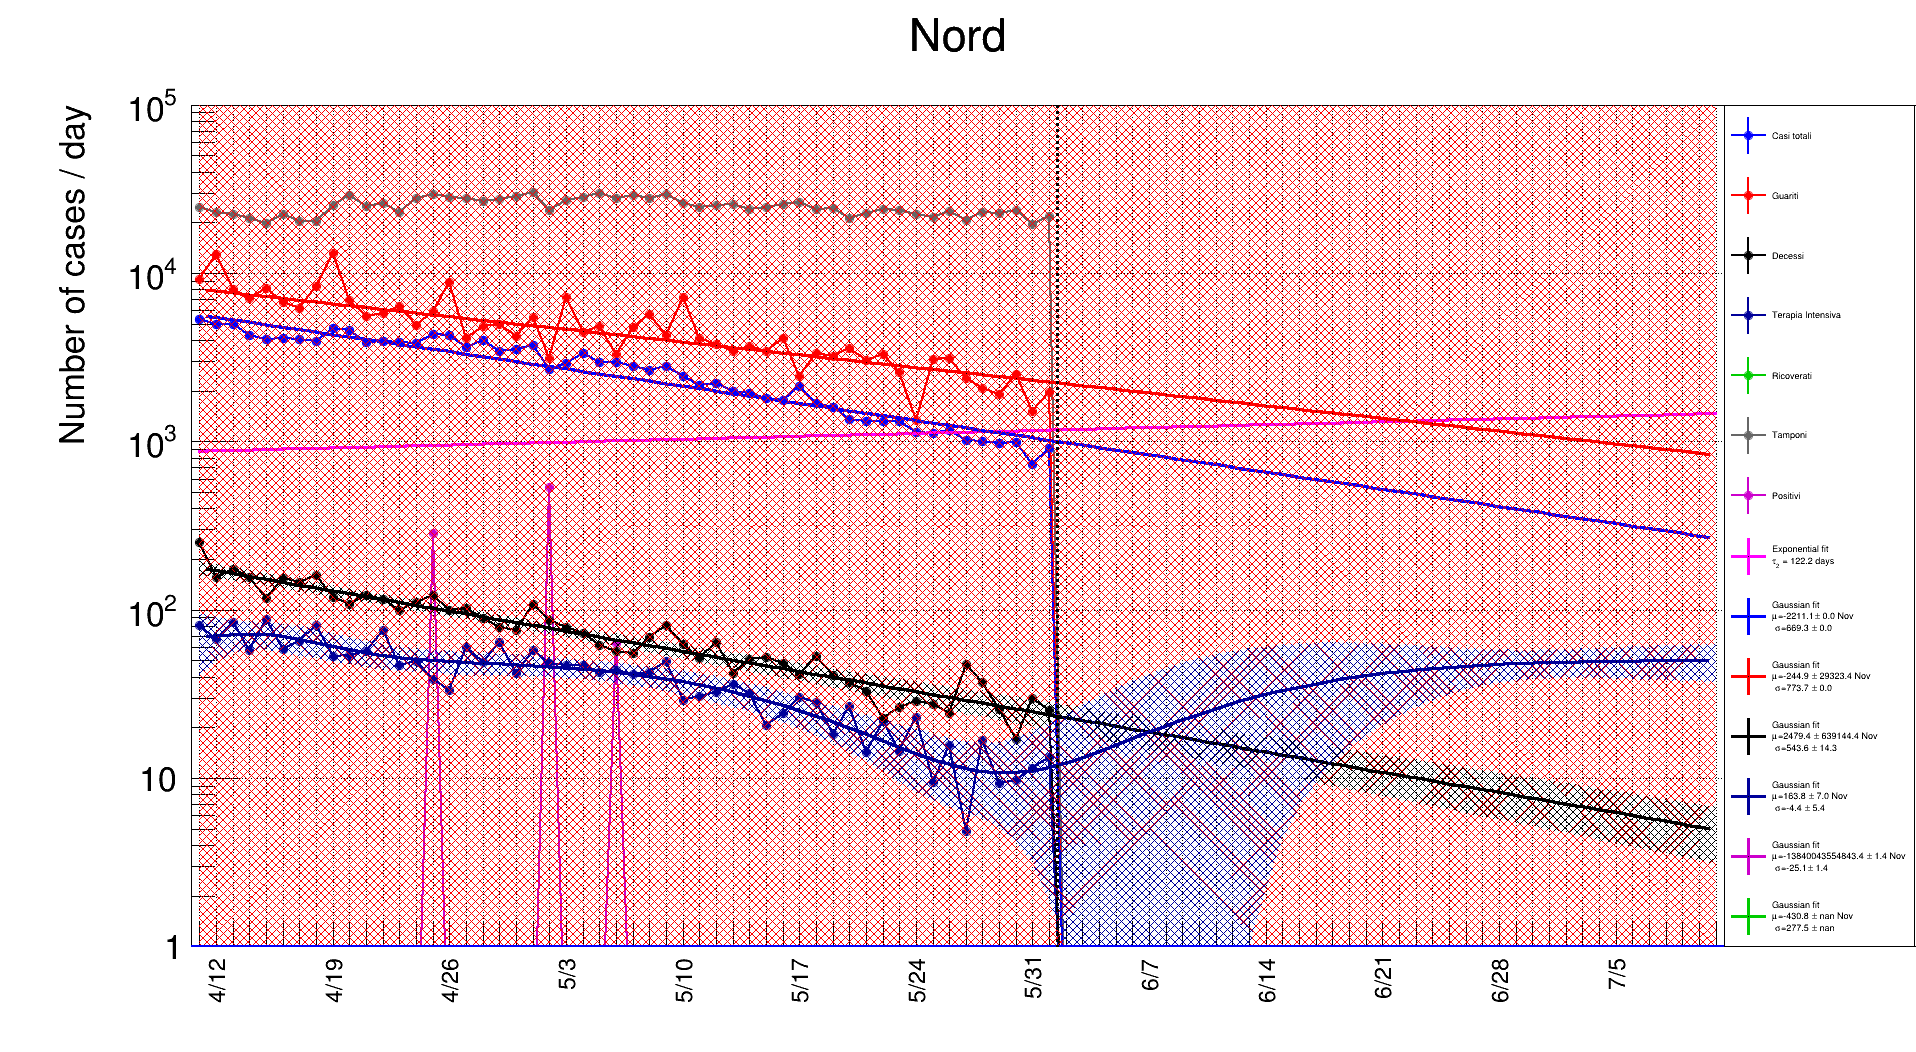 Nord
Number of cases / day
10^5
10^4
10^3
10^2
10
1
4/12
4/19
4/26
5/3
5/10
5/17
5/24
5/31
6/7
6/14
6/21
6/28
7/5
Casi totali
Guariti
Decessi
Terapia Intensiva
Ricoverati
Tamponi
Positivi
Exponential fit
τ_2 = 122.2 days
Gaussian fit
μ=-2211.1 ± 0.0 Nov
σ=669.3 ± 0.0
Gaussian fit
μ=-244.9 ± 29323.4 Nov
σ=773.7 ± 0.0
Gaussian fit
μ=2479.4 ± 639144.4 Nov
σ=543.6 ± 14.3
Gaussian fit
μ=163.8 ± 7.0 Nov
σ=-4.4 ± 5.4
Gaussian fit
μ=-13840043554843.4 ± 1.4 Nov
σ=-25.1 ± 1.4
Gaussian fit
μ=-430.8 ± nan Nov
σ=277.5 ± nan